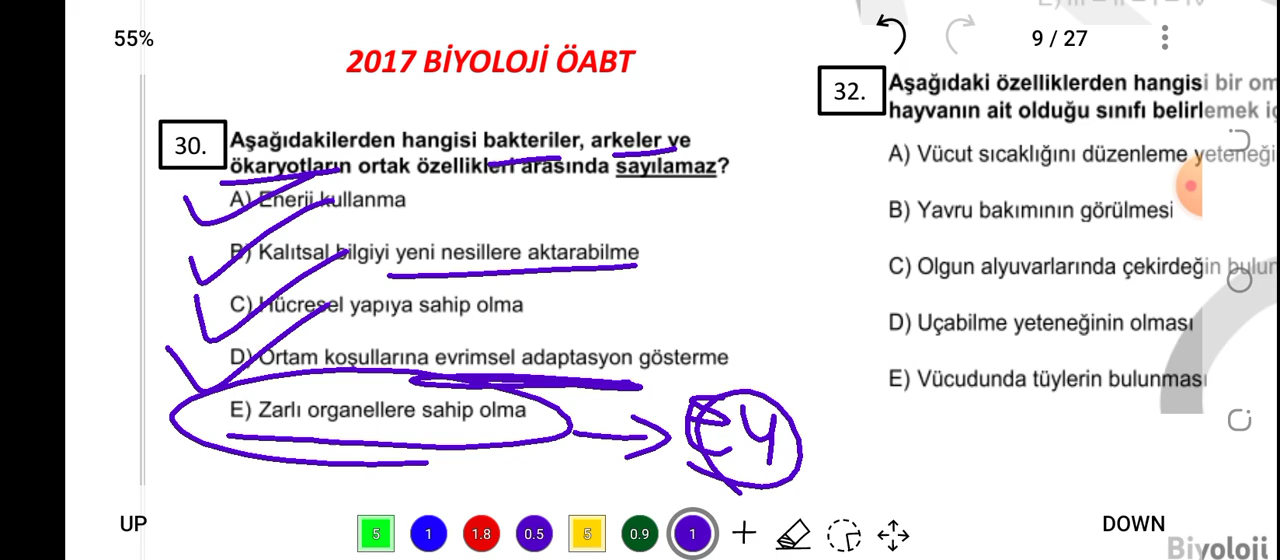 55%
2017 BİYOLOJİ ÖABT
9 / 27
30.
Aşağıdakilerden hangisi bakteriler, arkeler ve
ökaryotların ortak özellikleri arasında sayılamaz?
A) Enerji kullanma
B) Kalıtsal bilgiyi yeni nesillere aktarabilme
C) Hücresel yapıya sahip olma
D) Ortam koşullarına evrimsel adaptasyon gösterme
E) Zarlı organellere sahip olma
32.
Aşağıdaki özelliklerden hangisi bir
hayvanın ait olduğu sınıfı belirlemek
A) Vücut sıcaklığını düzenleme yeteneği
B) Yavru bakımının görülmesi
C) Olgun alyuvarlarında çekirdeğin
D) Uçabilme yeteneğinin olması
E) Vücudunda tüylerin bulunması
UP
5 1 1.8 0.5 5 0.9 1
DOWN
Biyoloji